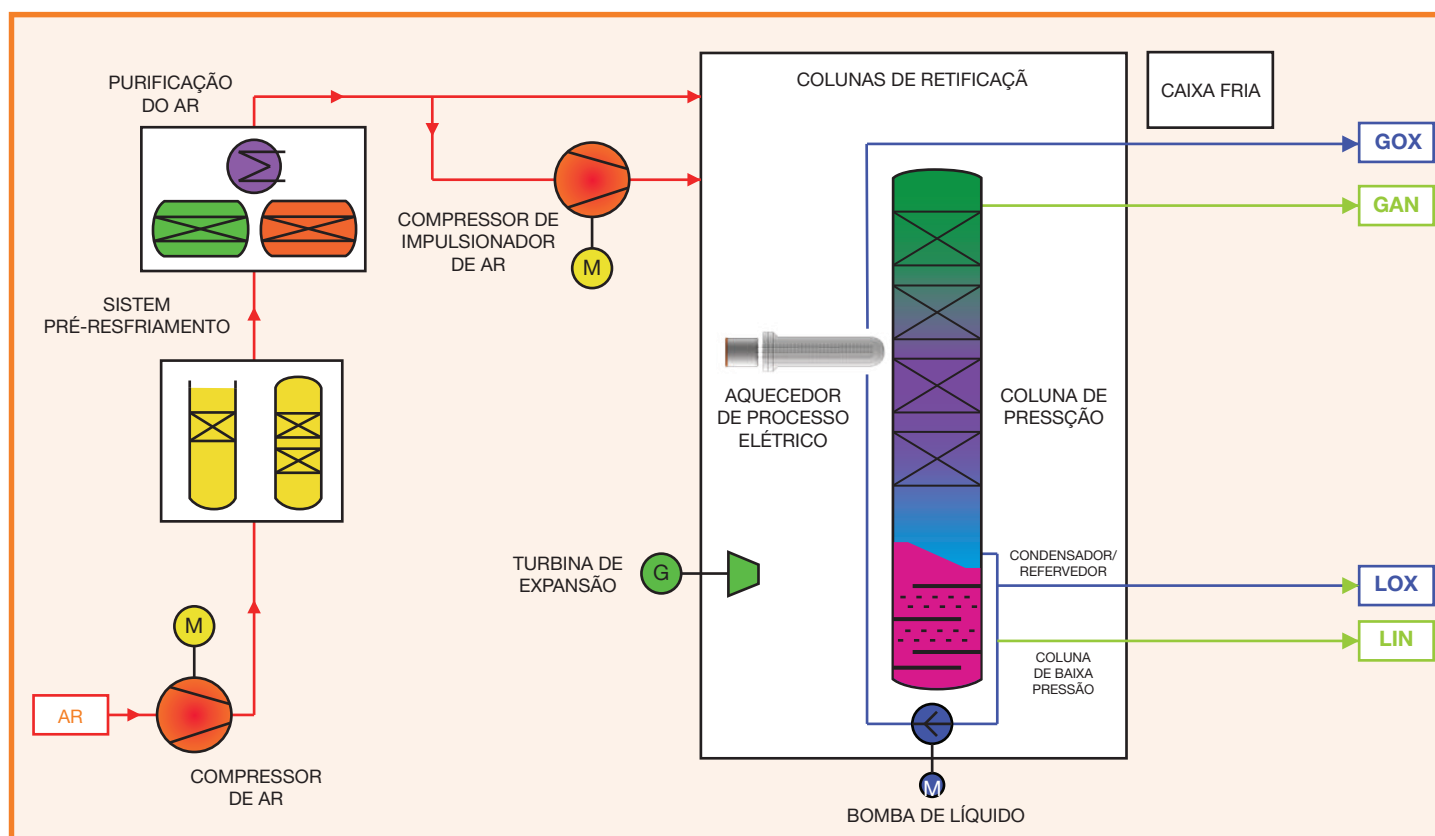 PURIFICAÇÃO
DO AR
COLUNAS DE RETIFICAÇÃ
CAIXA FRIA
GOX
GAN
COMPRESSOR DE
IMPULSIONADOR
DE AR
M
SISTEM
PRÉ-RESFRIAMENTO
AQUECEDOR
DE PROCESSO
ELÉTRICO
COLUNA DE
PRESSÇÃO
TURBINA DE
EXPANSÃO
G
CONDENSADOR/
REFERVEDOR
LOX
LIN
COLUNA
DE BAIXA
PRESSÃO
M
AR
COMPRESSOR
DE AR
M
BOMBA DE LÍQUIDO